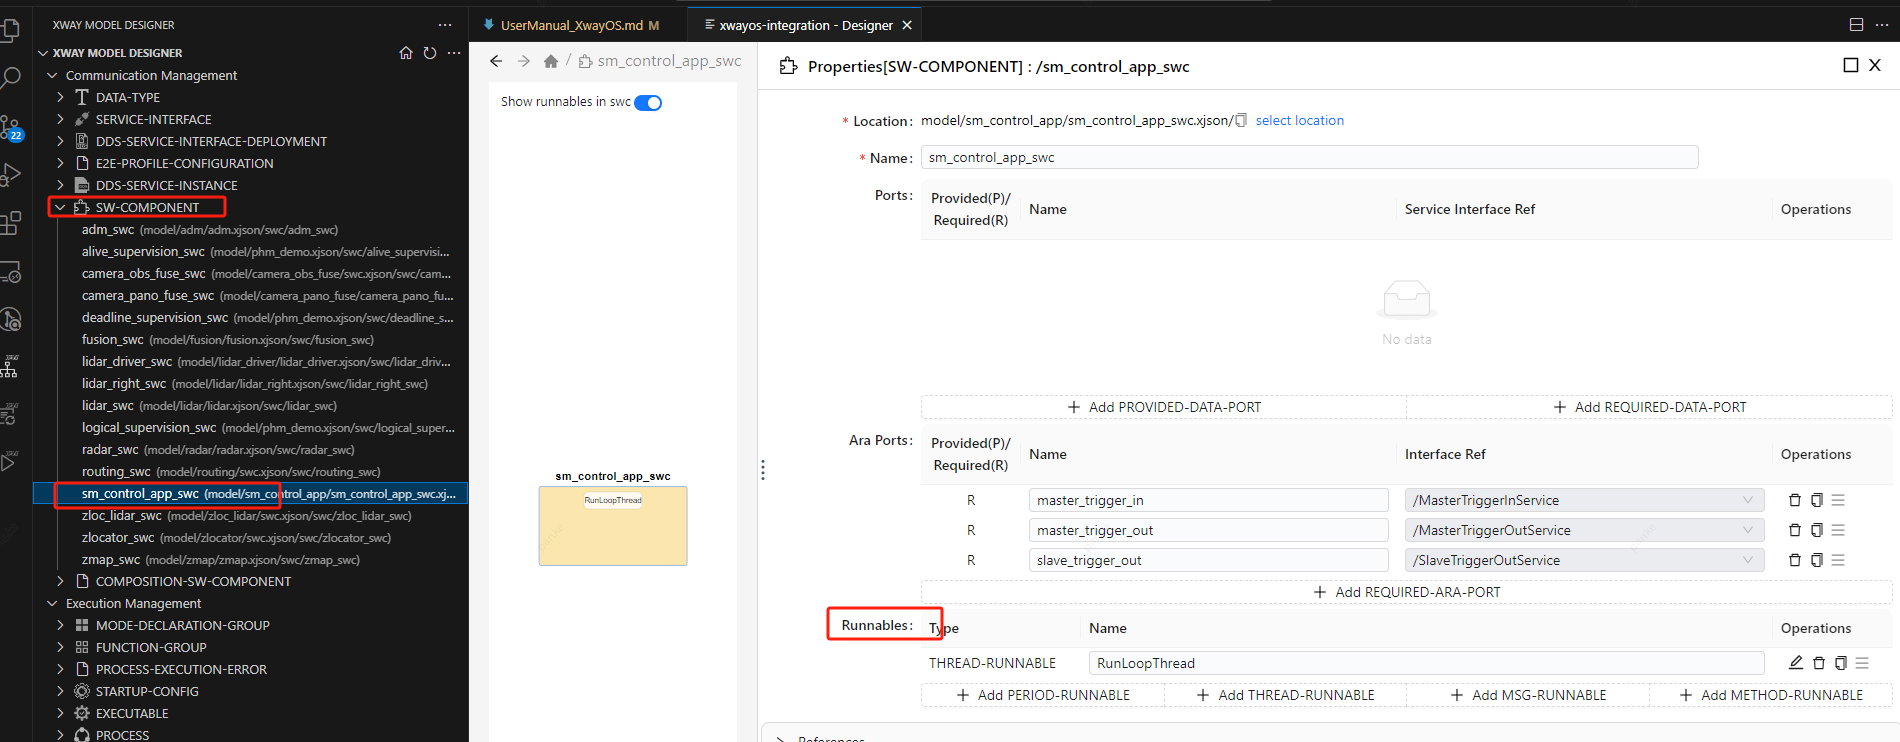 XWAY MODEL DESIGNER
UserManual_XwayOS.md M
xwayos-integration - Designer
XWAY MODEL DESIGNER
Communication Management
DATA-TYPE
SERVICE-INTERFACE
DDS-SERVICE-INTERFACE-DEPLOYMENT
E2E-PROFILE-CONFIGURATION
DDS-SERVICE-INSTANCE
SW-COMPONENT
adm_swc (model/adm/adm.xjson/swc/adm_swc)
alive_supervision_swc (model/phm_demo.xjson/swc/alive_supervisi...
camera_obs_fuse_swc (model/camera_obs_fuse/swc.xjson/swc/cam...
camera_pano_fuse_swc (model/camera_pano_fuse/camera_pano_fu...
deadline_supervision_swc (model/phm_demo.xjson/swc/deadline_s...
fusion_swc (model/fusion/fusion.xjson/swc/fusion_swc)
lidar_driver_swc (model/lidar_driver/lidar_driver.xjson/swc/lidar_driv...
lidar_right_swc (model/lidar/lidar_right.xjson/swc/lidar_right_swc)
lidar_swc (model/lidar/lidar.xjson/swc/lidar_swc)
logical_supervision_swc (model/phm_demo.xjson/swc/logical_super...
radar_swc (model/radar/radar.xjson/swc/radar_swc)
routing_swc (model/routing/swc.xjson/swc/routing_swc)
sm_control_app_swc (model/sm_control_app/sm_control_app_swc.xj...
zloc_lidar_swc (model/zloc_lidar/swc.xjson/swc/zloc_lidar_swc)
zlocator_swc (model/zlocator/swc.xjson/swc/zlocator_swc)
zmap_swc (model/zmap/zmap.xjson/swc/zmap_swc)
COMPOSITION-SW-COMPONENT
Execution Management
MODE-DECLARATION-GROUP
FUNCTION-GROUP
PROCESS-EXECUTION-ERROR
STARTUP-CONFIG
EXECUTABLE
PROCESS
22
/ sm_control_app_swc
Show runnables in swc
sm_control_app_swc
RunLoopThread
Properties[SW-COMPONENT] : /sm_control_app_swc
* Location: model/sm_control_app/sm_control_app_swc.xjson/ select location
* Name: sm_control_app_swc
Ports: Provided(P)/ Required(R) Name Service Interface Ref Operations
No data
+ Add PROVIDED-DATA-PORT + Add REQUIRED-DATA-PORT
Ara Ports: Provided(P)/ Required(R) Name Interface Ref Operations
R master_trigger_in /MasterTriggerInService
R master_trigger_out /MasterTriggerOutService
R slave_trigger_out /SlaveTriggerOutService
+ Add REQUIRED-ARA-PORT
Runnables: Type Name Operations
THREAD-RUNNABLE RunLoopThread
+ Add PERIOD-RUNNABLE + Add THREAD-RUNNABLE + Add MSG-RUNNABLE + Add METHOD-RUNNABLE
References